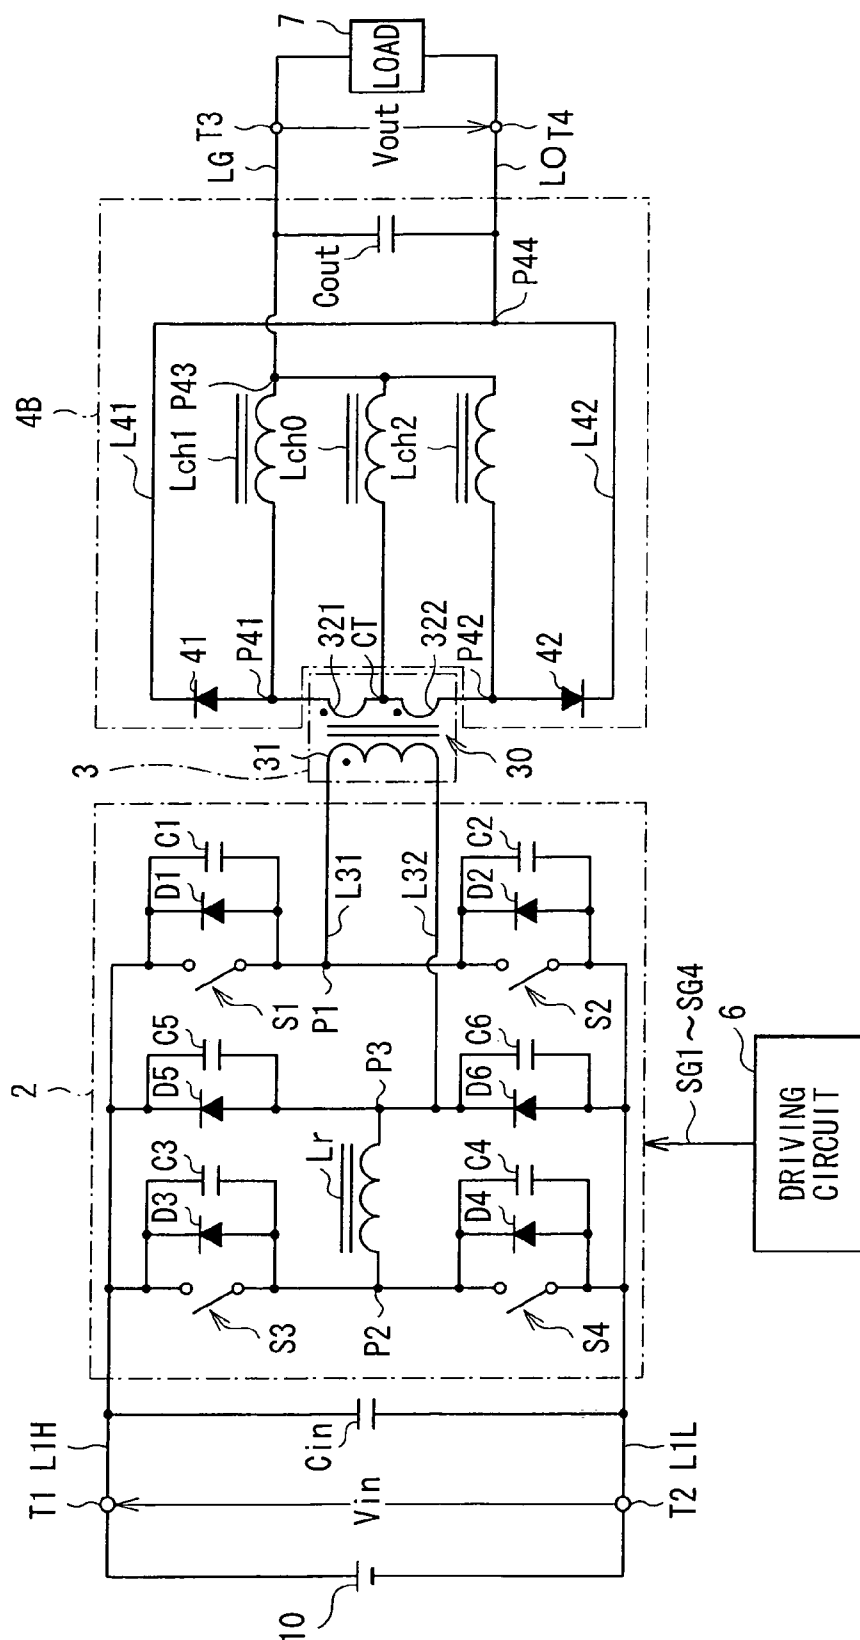 10
T1 L1H
Vin
T2 L1L
Cin
2
S3
D3
C3
P2
Lr
S4
D4
C4
D5
C5
P3
D6
C6
S1
D1
C1
P1
L31
L32
S2
D2
C2
SG1~SG4
6
DRIVING
CIRCUIT
3
31
30
321
CT
322
4B
41
P41
P42
42
L41
Lch1
P43
Lch0
Lch2
L42
Cout
P44
LG T3
Vout
LO T4
7
LOAD